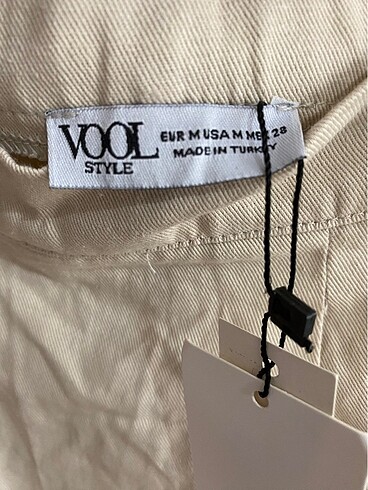 VOOL
STYLE
EUR M USA M MEX 28
MADE IN TURKEY